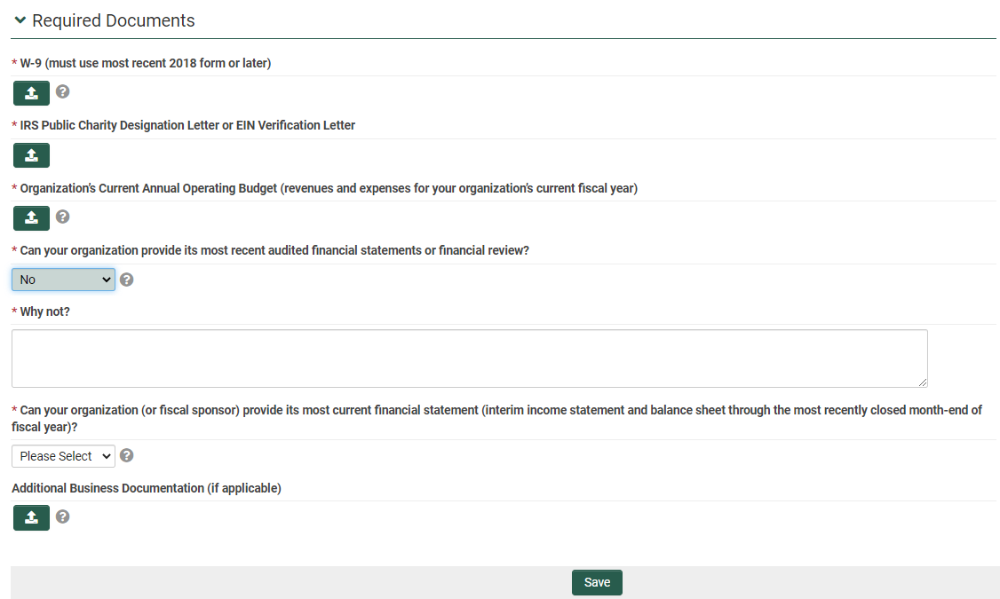 Required Documents
* W-9 (must use most recent 2018 form or later)
?
* IRS Public Charity Designation Letter or EIN Verification Letter
* Organization’s Current Annual Operating Budget (revenues and expenses for your organization’s current fiscal year)
?
* Can your organization provide its most recent audited financial statements or financial review?
No ?
* Why not?
* Can your organization (or fiscal sponsor) provide its most current financial statement (interim income statement and balance sheet through the most recently closed month-end of
fiscal year)?
Please Select ?
Additional Business Documentation (if applicable)
?
Save